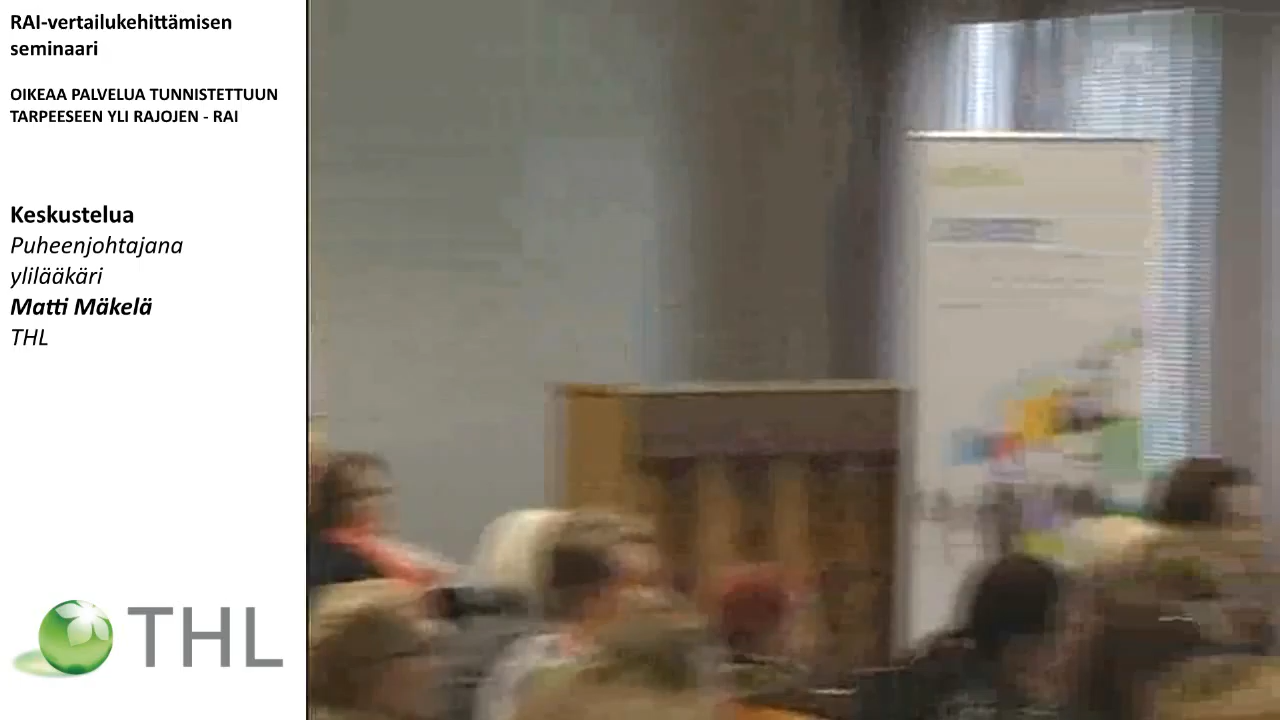 RAI-vertailukehittämisen
seminaari
OIKEAA PALVELUA TUNNISTETTUUN
TARPEESEEN YLI RAJOJEN - RAI
Keskustelua
Puheenjohtajana
ylilääkäri
Matti Mäkelä
THL
THL